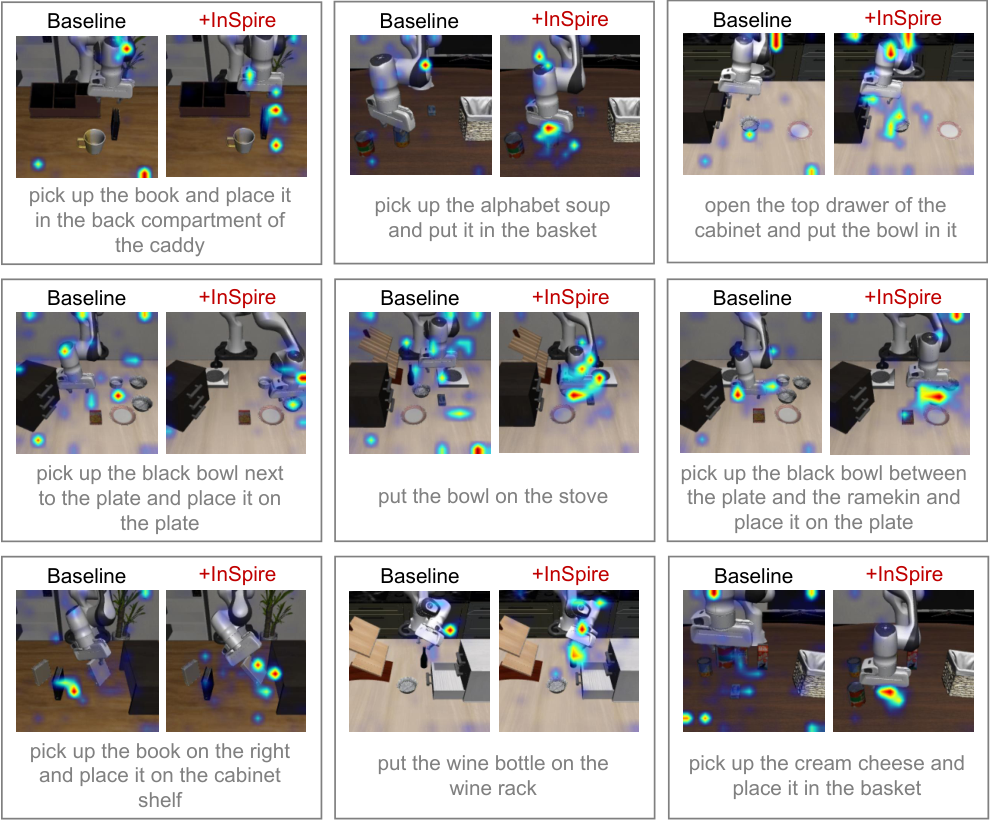 Baseline +InSpire
pick up the book and place it
in the back compartment of
the caddy
Baseline +InSpire
pick up the alphabet soup
and put it in the basket
Baseline +InSpire
open the top drawer of the
cabinet and put the bowl in it
Baseline +InSpire
pick up the black bowl next
to the plate and place it on
the plate
Baseline +InSpire
put the bowl on the stove
Baseline +InSpire
pick up the black bowl between
the plate and the ramekin and
place it on the plate
Baseline +InSpire
pick up the book on the right
and place it on the cabinet
shelf
Baseline +InSpire
put the wine bottle on the
wine rack
Baseline +InSpire
pick up the cream cheese and
place it in the basket